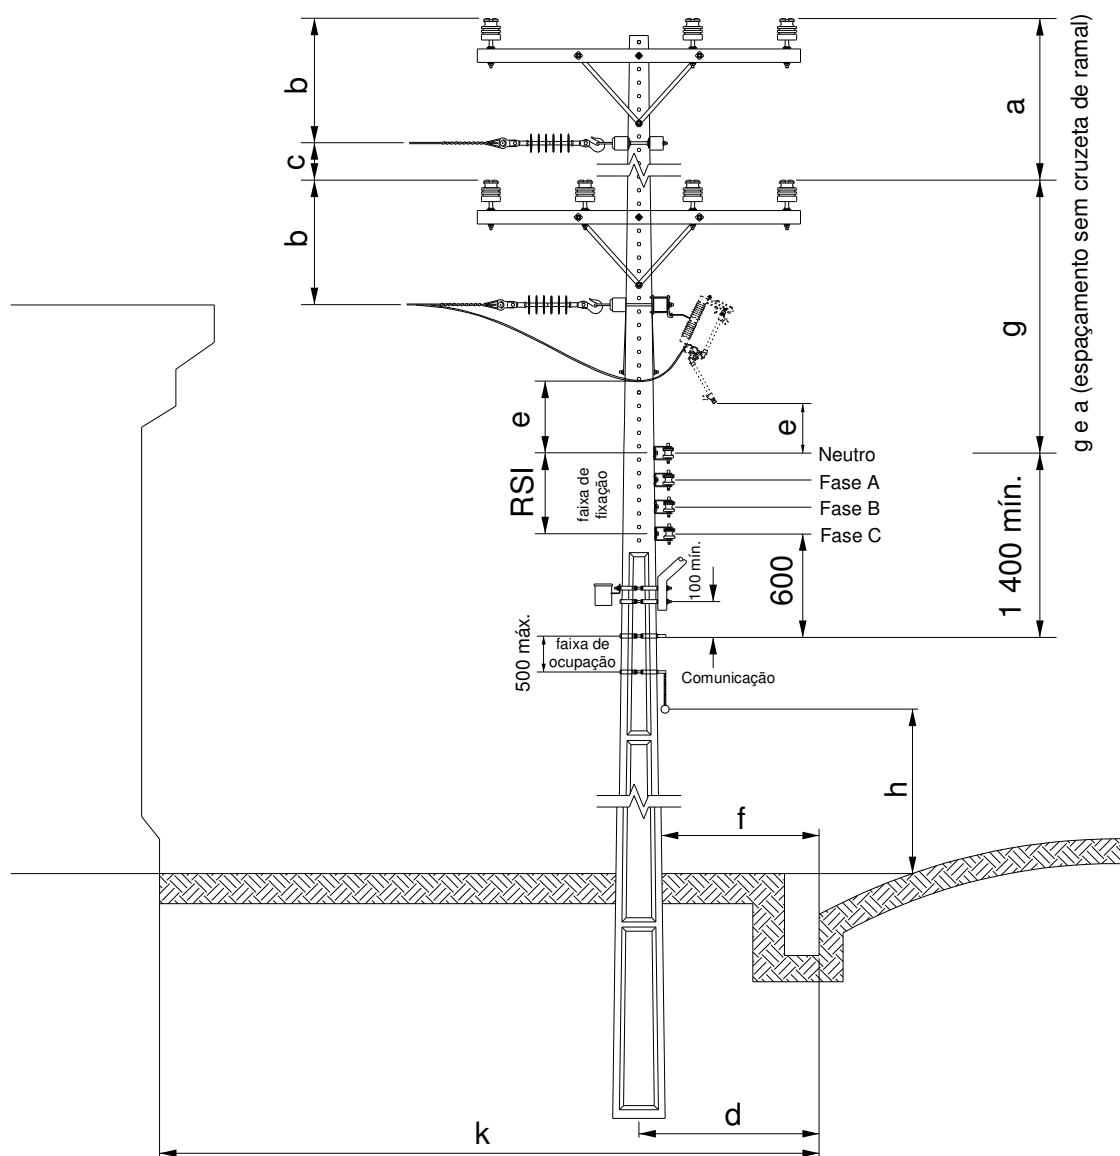 b
a
c
b
g
g e a (espaçamento sem cruzeta de ramal)
e
e
Neutro
RSI
faixa de
fixação
Fase A
Fase B
Fase C
100 mín.
600
1 400 mín.
500 máx.
faixa de
ocupação
Comunicação
h
f
d
k